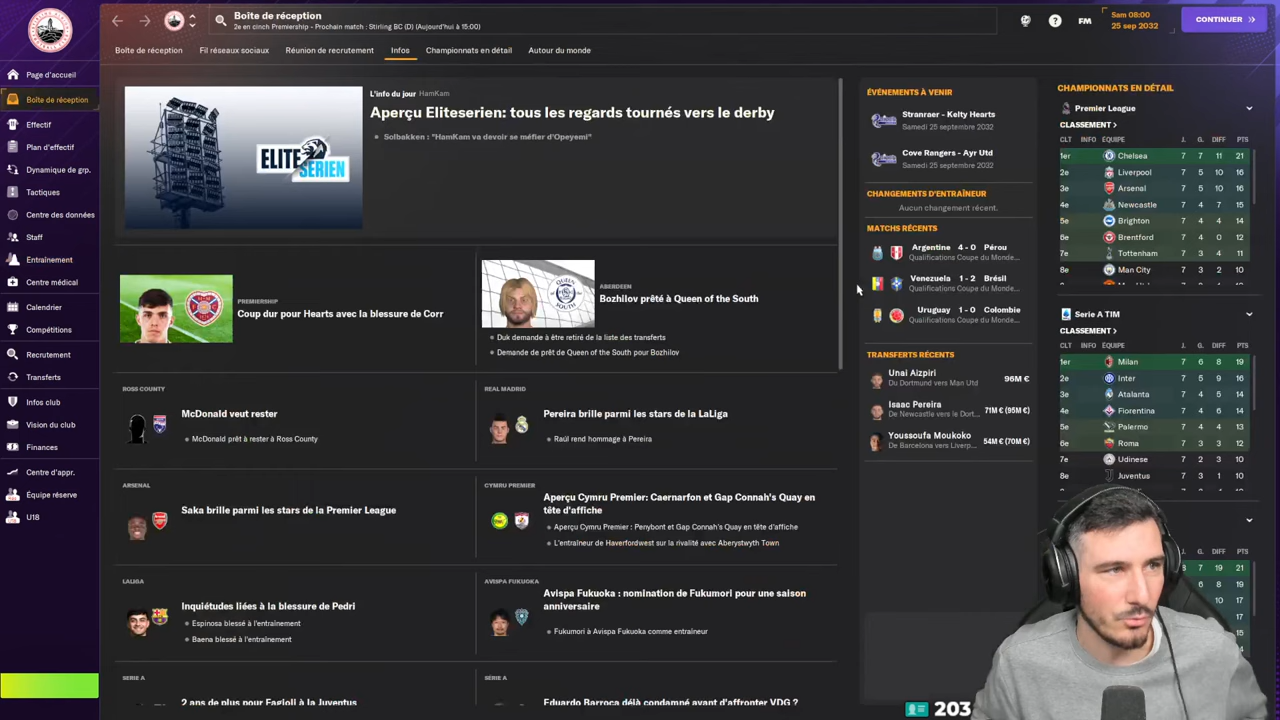 Boîte de réception
2e en cinch Premiership - Prochain match : Stirling BC (D) (Aujourd'hui à 15:00)
FM
Sam 08:00
25 sep 2032
CONTINUER
Boîte de réception
Fil réseaux sociaux
Réunion de recrutement
Infos
Championnats en détail
Autour du monde
Page d'accueil
Boîte de réception
Effectif
Plan d'effectif
Dynamique de grp.
Tactiques
Centre des données
Staff
Entraînement
Centre médical
Calendrier
Compétitions
Recrutement
Transferts
Infos club
Vision du club
Finances
Centre d'appr.
Équipe réserve
U18
L'info du jour HamKam
Aperçu Eliteserien: tous les regards tournés vers le derby
Solbakken : "HamKam va devoir se méfier d'Opeyemi"
ELITE
SERIEN
PREMIERSHIP
Coup dur pour Hearts avec la blessure de Corr
ABERDEEN
Bozhilov prêté à Queen of the South
Duk demande à être retiré de la liste des transferts
Demande de prêt de Queen of the South pour Bozhilov
ROSS COUNTY
McDonald veut rester
McDonald prêt à rester à Ross County
REAL MADRID
Pereira brille parmi les stars de la LaLiga
Raúl rend hommage à Pereira
ARSENAL
Saka brille parmi les stars de la Premier League
CYMRU PREMIER
Aperçu Cymru Premier: Caernarfon et Gap Connah's Quay en
tête d'affiche
Aperçu Cymru Premier : Penybont et Gap Connah's Quay en tête d'affiche
L'entraîneur de Haverfordwest sur la rivalité avec Aberystwyth Town
LALIGA
Inquiétudes liées à la blessure de Pedri
Espinosa blessé à l'entraînement
Baena blessé à l'entraînement
AVISPA FUKUOKA
Avispa Fukuoka : nomination de Fukumori pour une saison
anniversaire
Fukumori à Avispa Fukuoka comme entraîneur
SERIE A
2 ans de plus pour Fagioli à la Juventus
SÉRIE A
Eduardo Barroca déjà condamné avant d'affronter VDG ?
ÉVÉNEMENTS À VENIR
Stranraer - Kelty Hearts
Samedi 25 septembre 2032
Cove Rangers - Ayr Utd
Samedi 25 septembre 2032
CHANGEMENTS D'ENTRAÎNEUR
Aucun changement récent.
MATCHS RÉCENTS
Argentine 4 - 0 Pérou
Qualifications Coupe du Monde...
Venezuela 1 - 2 Brésil
Qualifications Coupe du Monde...
Uruguay 1 - 0 Colombie
Qualifications Coupe du Monde...
TRANSFERTS RÉCENTS
Unai Aizpiri
Du Dortmund vers Man Utd
96M €
Isaac Pereira
De Newcastle vers le Dort...
71M € (95M €)
Youssoufa Moukoko
De Barcelona vers Liverp...
54M € (70M €)
CHAMPIONNATS EN DÉTAIL
Premier League
CLASSEMENT >
CLT INFO ÉQUIPE J. G. DIFF PTS
1er Chelsea 7 7 11 21
2e Liverpool 7 5 10 16
3e Arsenal 7 5 10 16
4e Newcastle 7 4 7 15
5e Brighton 7 4 4 14
6e Brentford 7 4 0 12
7e Tottenham 7 3 4 11
8e Man City 7 3 2 10
Serie A TIM
CLASSEMENT >
CLT INFO ÉQUIPE J. G. DIFF PTS
1er Milan 7 6 8 19
2e Inter 7 5 9 16
3e Atalanta 7 4 5 14
4e Fiorentina 7 4 6 14
5e Palermo 7 4 4 13
6e Roma 7 3 3 12
7e Udinese 7 2 3 10
8e Juventus 7 3 1 10
G. DIFF PTS
7 19 21
6 8 19
10 17
17
203